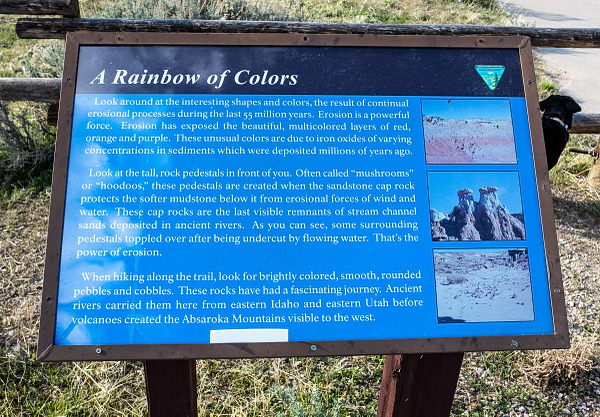 A Rainbow of Colors
Look around at the interesting shapes and colors, the result of continual
erosional processes during the last 55 million years. Erosion is a powerful
force. Erosion has exposed the beautiful, multicolored layers of red,
orange and purple. These unusual colors are due to iron oxides of varying
concentrations in sediments which were deposited millions of years ago.
Look at the tall, rock pedestals in front of you. Often called "mushrooms"
or "hoodoos," these pedestals are created when the sandstone cap rock
protects the softer mudstone below it from erosional forces of wind and
water. These cap rocks are the last visible remnants of stream channel
sands deposited in ancient rivers. As you can see, some surrounding
pedestals toppled over after being undercut by flowing water. That's the
power of erosion.
When hiking along the trail, look for brightly colored, smooth, rounded
pebbles and cobbles. These rocks have had a fascinating journey. Ancient
rivers carried them here from eastern Idaho and eastern Utah before
volcanoes created the Absaroka Mountains visible to the west.